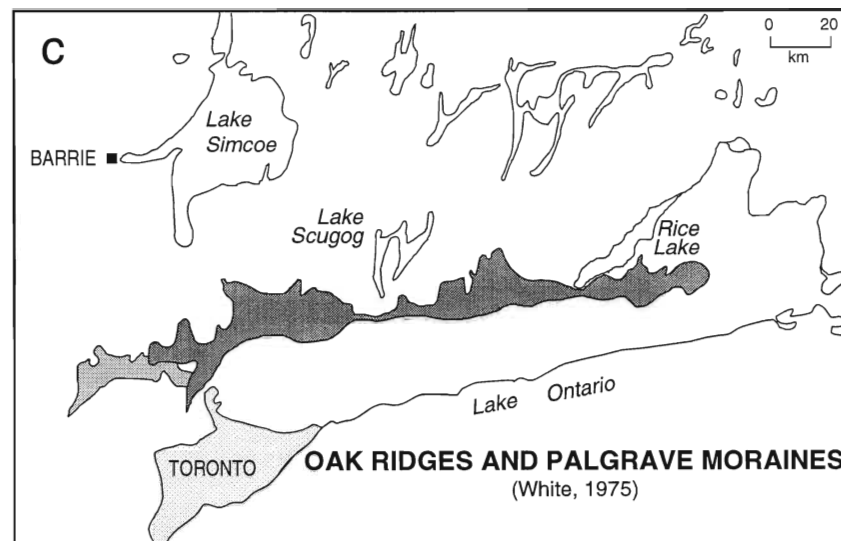 C
0 20
km
Lake
Simcoe
BARRIE
Lake
Scugog
Rice
Lake
Lake Ontario
TORONTO
OAK RIDGES AND PALGRAVE MORAINES
(White, 1975)